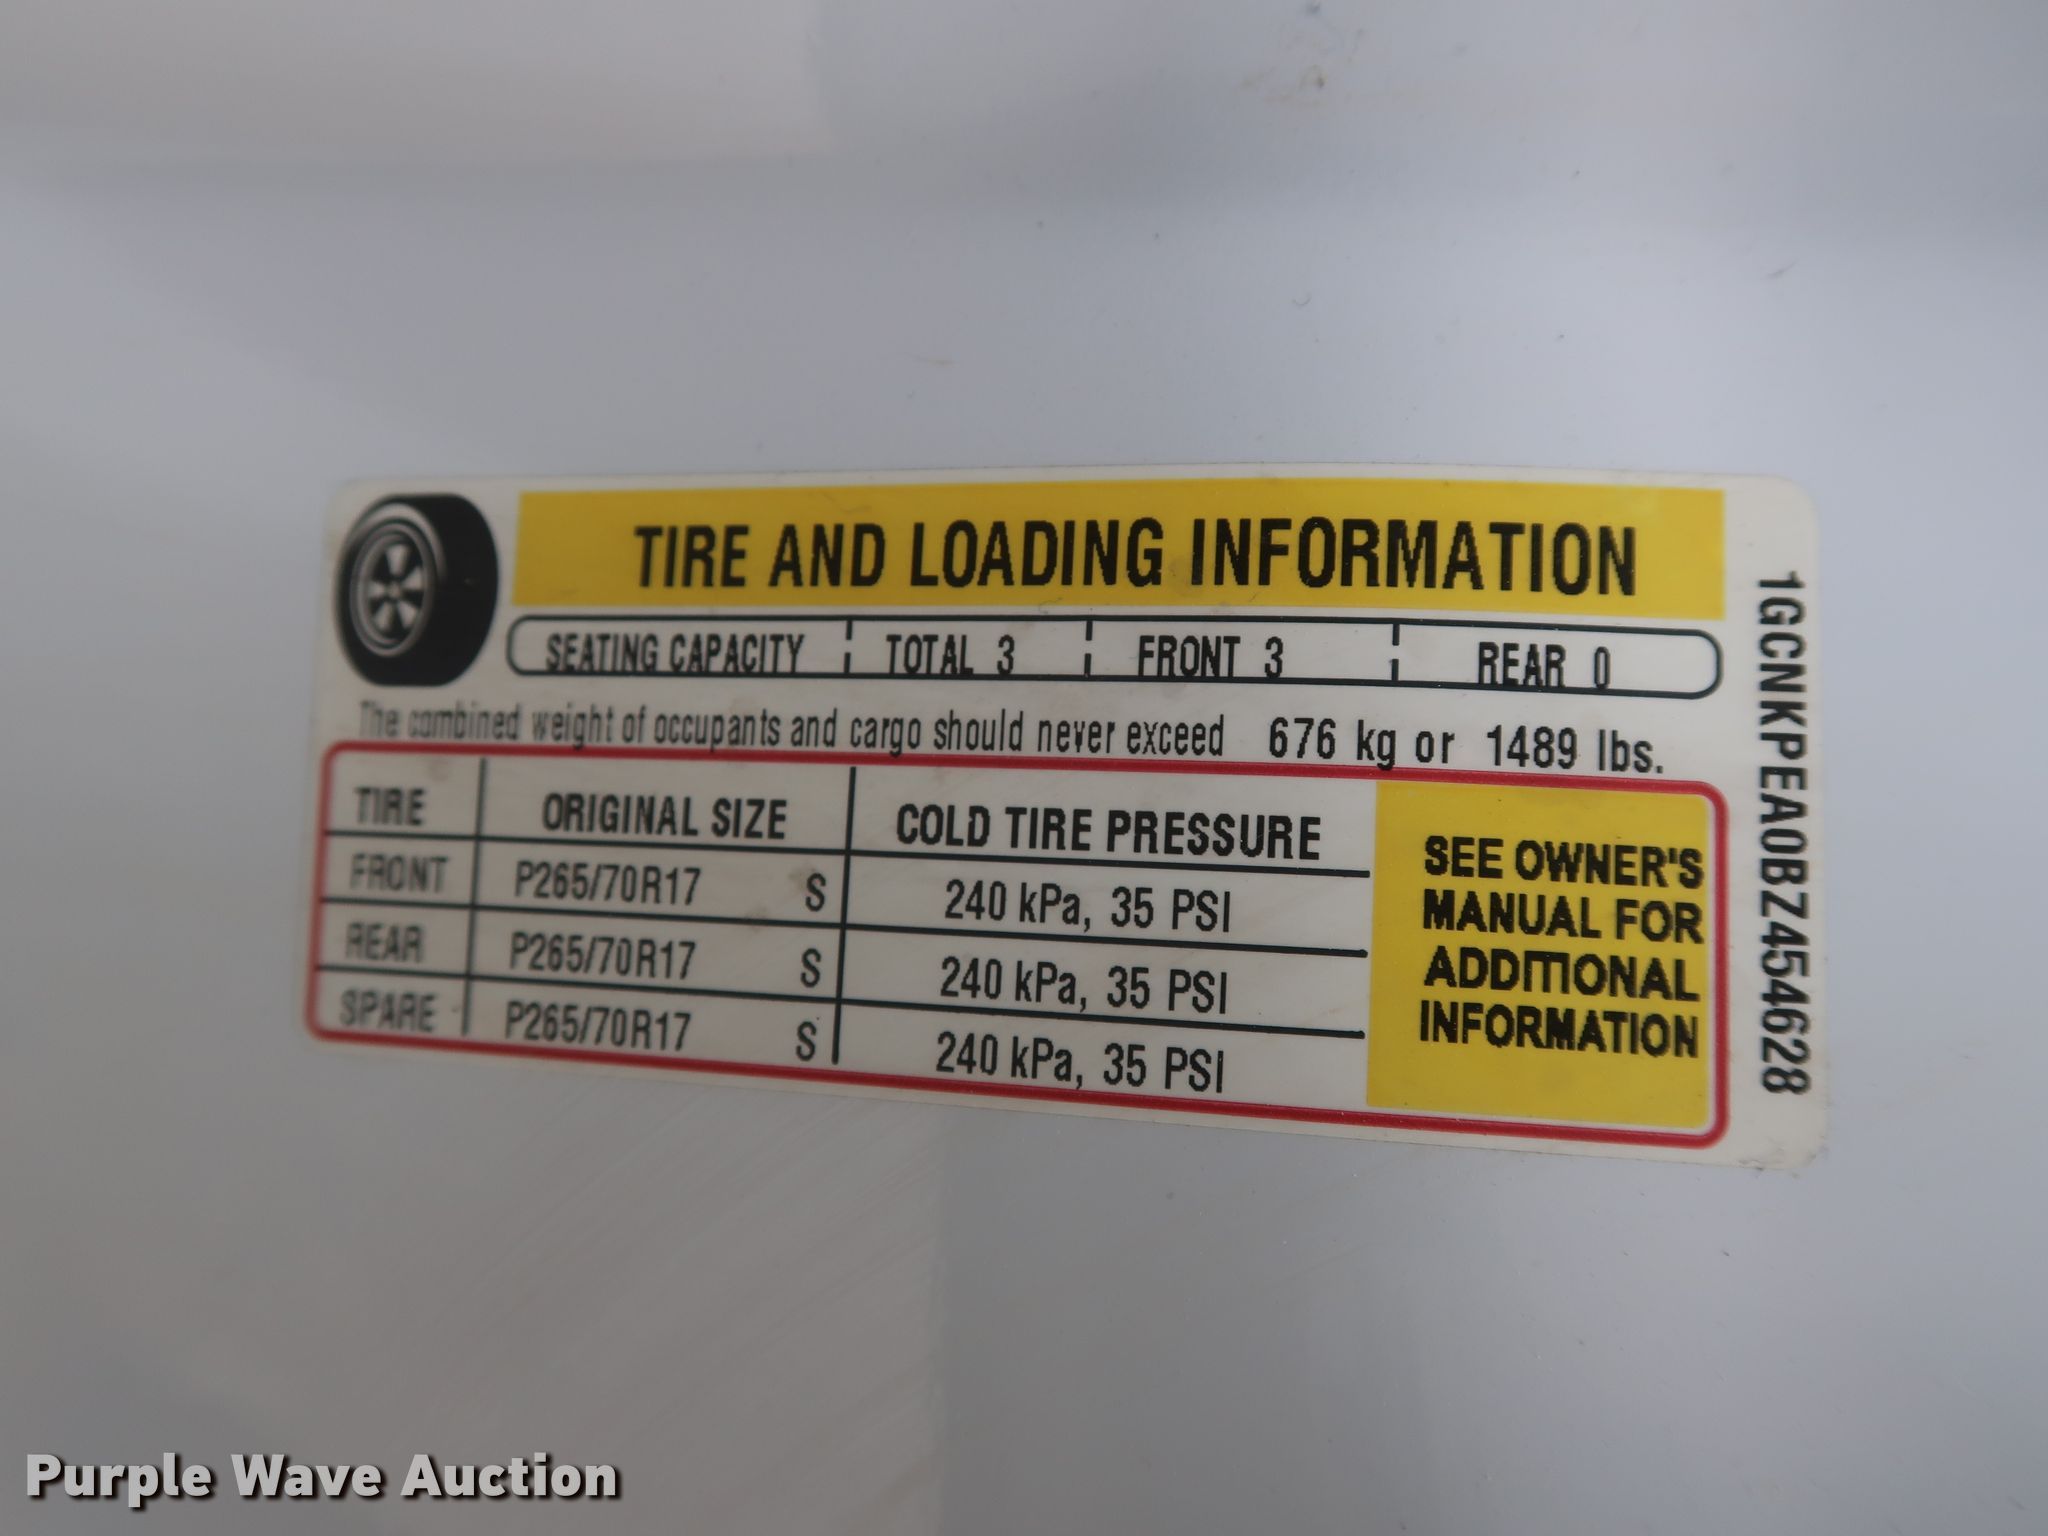 TIRE AND LOADING INFORMATION
SEATING CAPACITY TOTAL 3 FRONT 3 REAR 0
The combined weight of occupants and cargo should never exceed 676 kg or 1489 lbs.
TIRE ORIGINAL SIZE COLD TIRE PRESSURE
FRONT P265/70R17 S 240 kPa, 35 PSI
REAR P265/70R17 S 240 kPa, 35 PSI
SPARE P265/70R17 S 240 kPa, 35 PSI
SEE OWNER'S
MANUAL FOR
ADDITIONAL
INFORMATION
1GCNKPEA0BZ454628
Purple Wave Auction